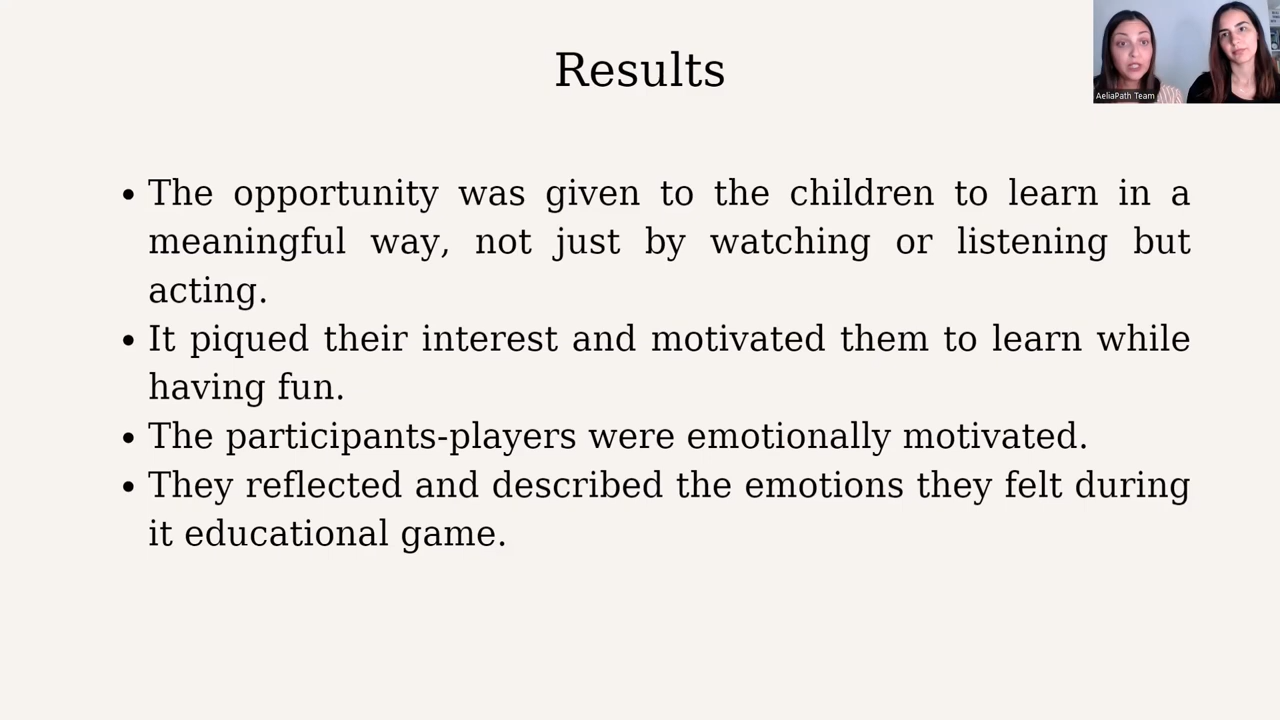 Results
AeliaPath Team
• The opportunity was given to the children to learn in a
meaningful way, not just by watching or listening but
acting.
• It piqued their interest and motivated them to learn while
having fun.
• The participants-players were emotionally motivated.
• They reflected and described the emotions they felt during
it educational game.